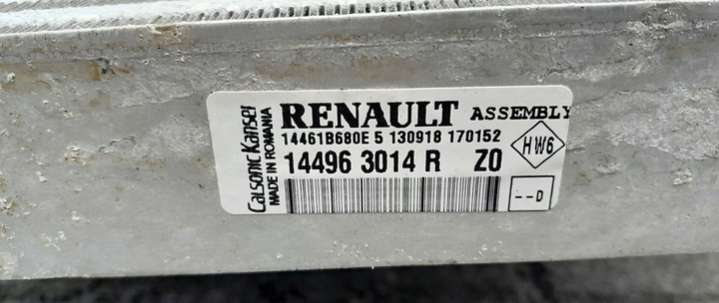 Calsonic Kansei
MADE IN ROMANIA
RENAULT ASSEMBLY
14461B680E 5 130918 170152
14496 3014 R Z0
HW6
--D